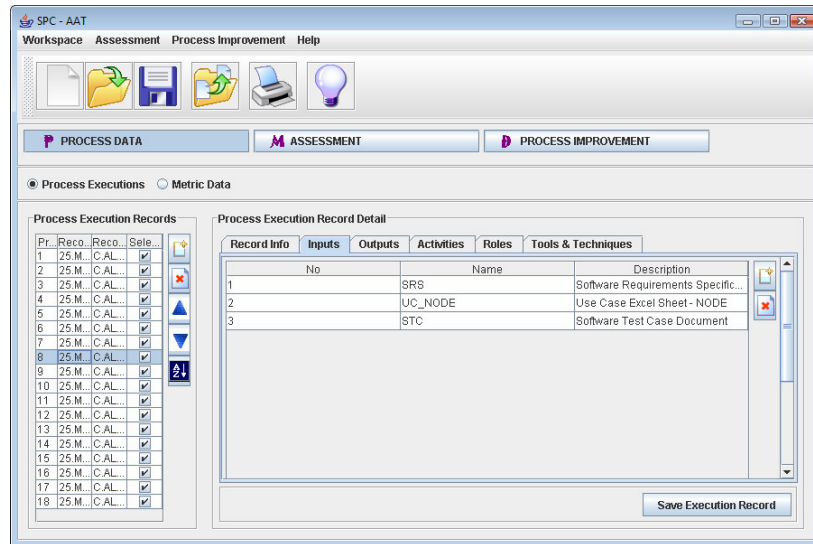 SPC - AAT
Workspace Assessment Process Improvement Help
P PROCESS DATA M ASSESSMENT D PROCESS IMPROVEMENT
Process Executions Metric Data
Process Execution Records
Pr... Reco... Reco... Sele...
1 25.M... C.AL...
2 25.M... C.AL...
3 25.M... C.AL...
4 25.M... C.AL...
5 25.M... C.AL...
6 25.M... C.AL...
7 25.M... C.AL...
8 25.M... C.AL...
9 25.M... C.AL...
10 25.M... C.AL...
11 25.M... C.AL...
12 25.M... C.AL...
13 25.M... C.AL...
14 25.M... C.AL...
15 25.M... C.AL...
16 25.M... C.AL...
17 25.M... C.AL...
18 25.M... C.AL...
A
Z
Process Execution Record Detail
Record Info Inputs Outputs Activities Roles Tools & Techniques
No Name Description
1 SRS Software Requirements Specific...
2 UC_NODE Use Case Excel Sheet - NODE
3 STC Software Test Case Document
Save Execution Record